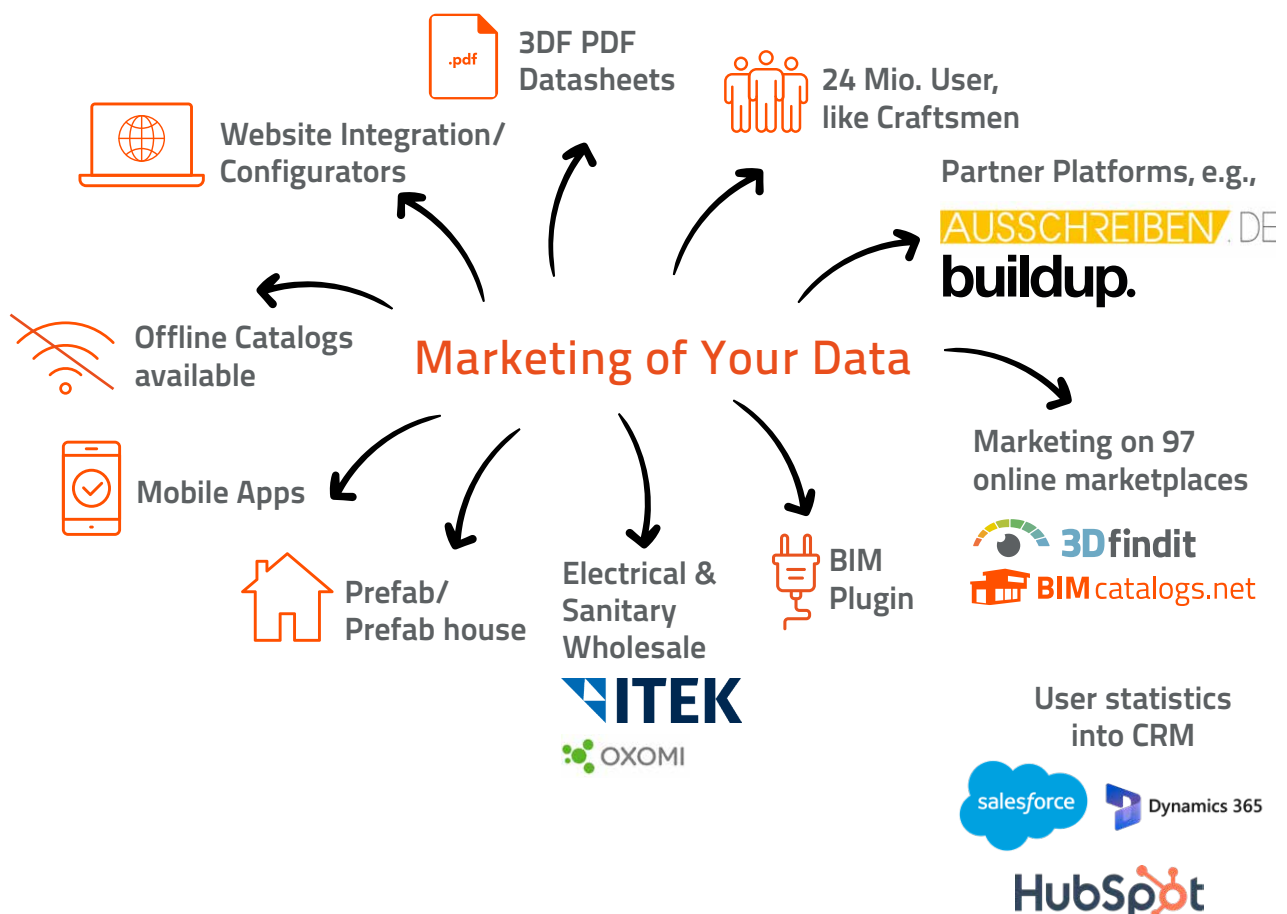 .pdf
3DF PDF
Datasheets
24 Mio. User,
like Craftsmen
Website Integration/
Configurators
Partner Platforms, e.g.,
AUSSCHREIBEN.DE
buildup.
Offline Catalogs
available
Marketing of Your Data
Marketing on 97
online marketplaces
3Dfindit
BIMcatalogs.net
Mobile Apps
Prefab/
Prefab house
Electrical &
Sanitary
Wholesale
ITEK
OXOMI
BIM
Plugin
User statistics
into CRM
salesforce
Dynamics 365
HubSpot